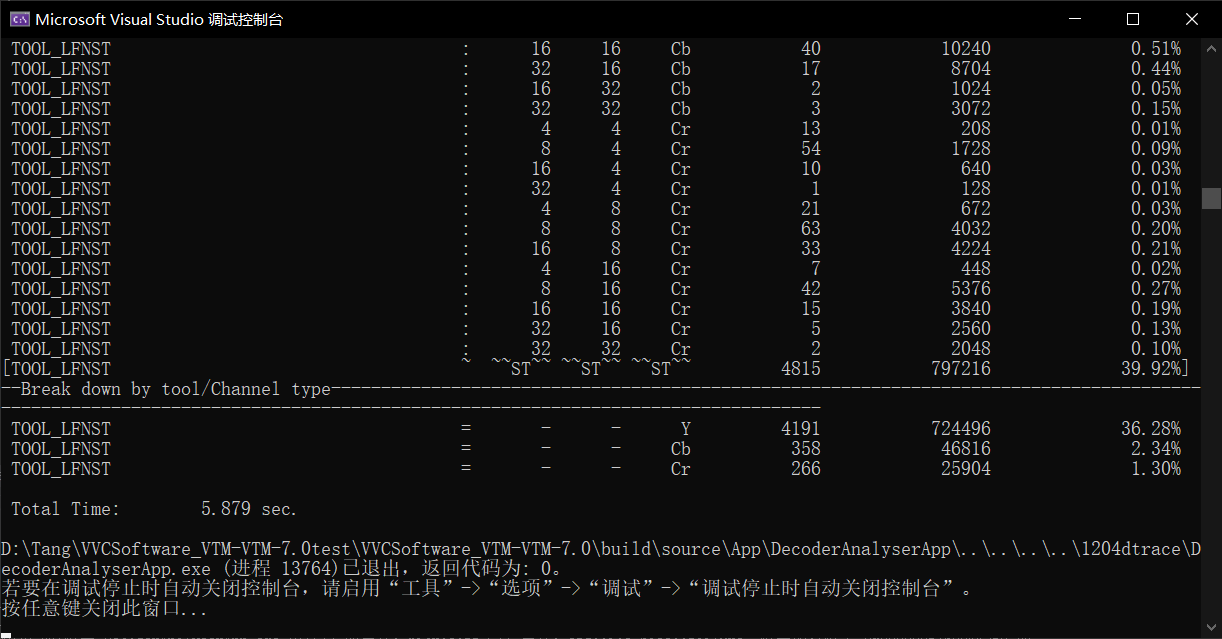 Microsoft Visual Studio 调试控制台
TOOL_LFNST : 16 16 Cb 40 10240 0.51%
TOOL_LFNST : 32 16 Cb 17 8704 0.44%
TOOL_LFNST : 16 32 Cb 2 1024 0.05%
TOOL_LFNST : 32 32 Cb 3 3072 0.15%
TOOL_LFNST : 4 4 Cr 13 208 0.01%
TOOL_LFNST : 8 4 Cr 54 1728 0.09%
TOOL_LFNST : 16 4 Cr 10 640 0.03%
TOOL_LFNST : 32 4 Cr 1 128 0.01%
TOOL_LFNST : 4 8 Cr 21 672 0.03%
TOOL_LFNST : 8 8 Cr 63 4032 0.20%
TOOL_LFNST : 16 8 Cr 33 4224 0.21%
TOOL_LFNST : 4 16 Cr 7 448 0.02%
TOOL_LFNST : 8 16 Cr 42 5376 0.27%
TOOL_LFNST : 16 16 Cr 15 3840 0.19%
TOOL_LFNST : 32 16 Cr 5 2560 0.13%
TOOL_LFNST : 32 32 Cr 2 2048 0.10%
[TOOL_LFNST ~ ~~ST~~ ~~ST~~ ~~ST~~ 4815 797216 39.92%]
--Break down by tool/Channel type---------------------------------------------------------------------------------------
----------------------------------------------------------------------------------
TOOL_LFNST = - - Y 4191 724496 36.28%
TOOL_LFNST = - - Cb 358 46816 2.34%
TOOL_LFNST = - - Cr 266 25904 1.30%
Total Time: 5.879 sec.
D:\Tang\VVCSoftware_VTM-VTM-7.0test\VVCSoftware_VTM-VTM-7.0\build\source\App\DecoderAnalyserApp\..\..\..\..\1204dtrace\D
ecoderAnalyserApp.exe (进程 13764)已退出，返回代码为: 0。
若要在调试停止时自动关闭控制台，请启用“工具”->“选项”->“调试”->“调试停止时自动关闭控制台”。
按任意键关闭此窗口...